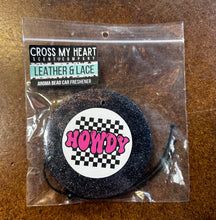 CROSS MY HEART
SCENT COMPANY
LEATHER & LACE
AROMA BEAD CAR FRESHENER
HOWDY